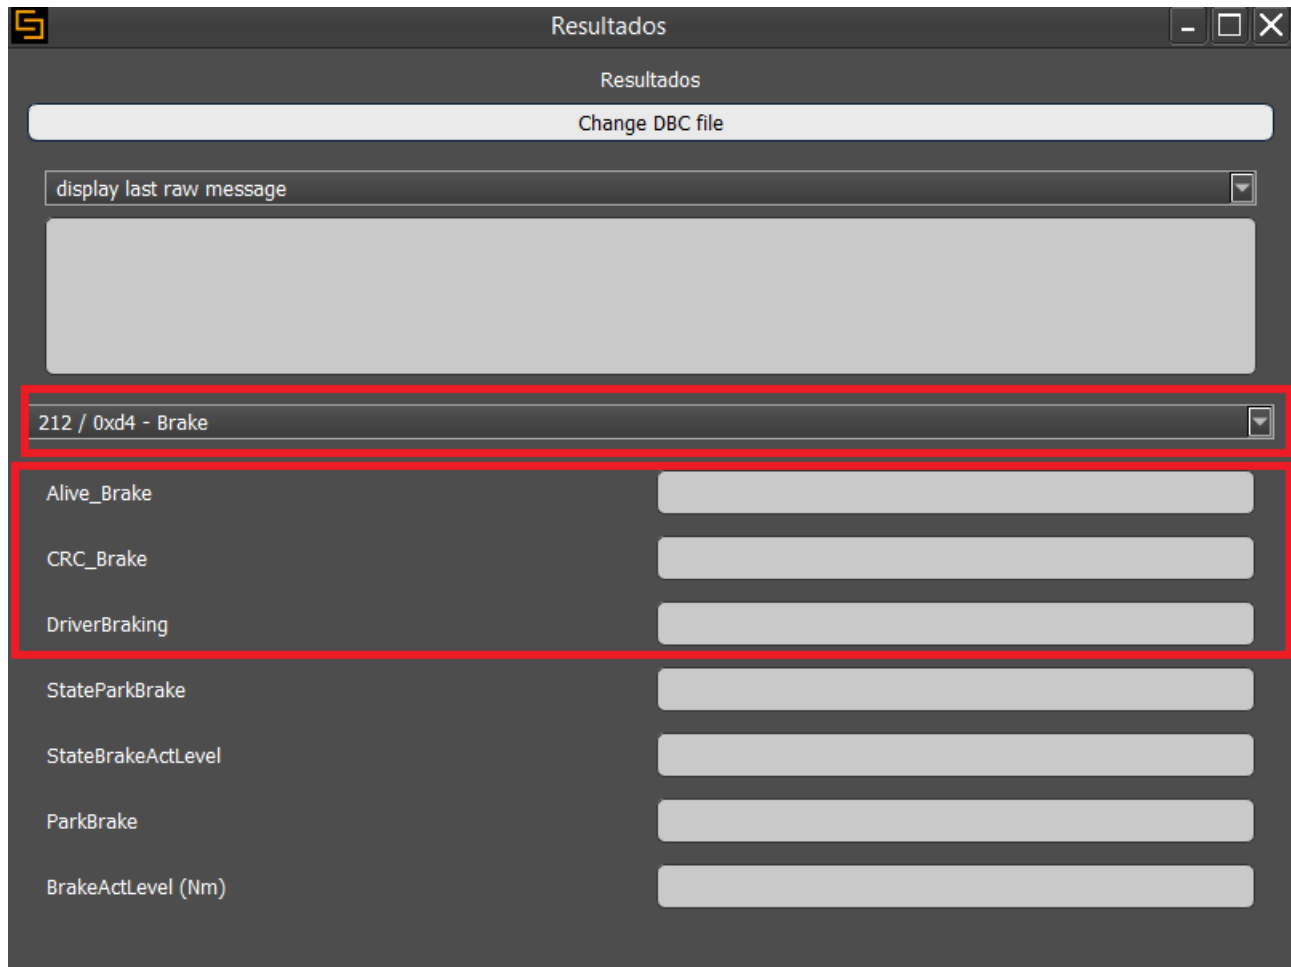 Resultados
Resultados
Change DBC file
display last raw message
212 / 0xd4 - Brake
Alive_Brake
CRC_Brake
DriverBraking
StateParkBrake
StateBrakeActLevel
ParkBrake
BrakeActLevel (Nm)